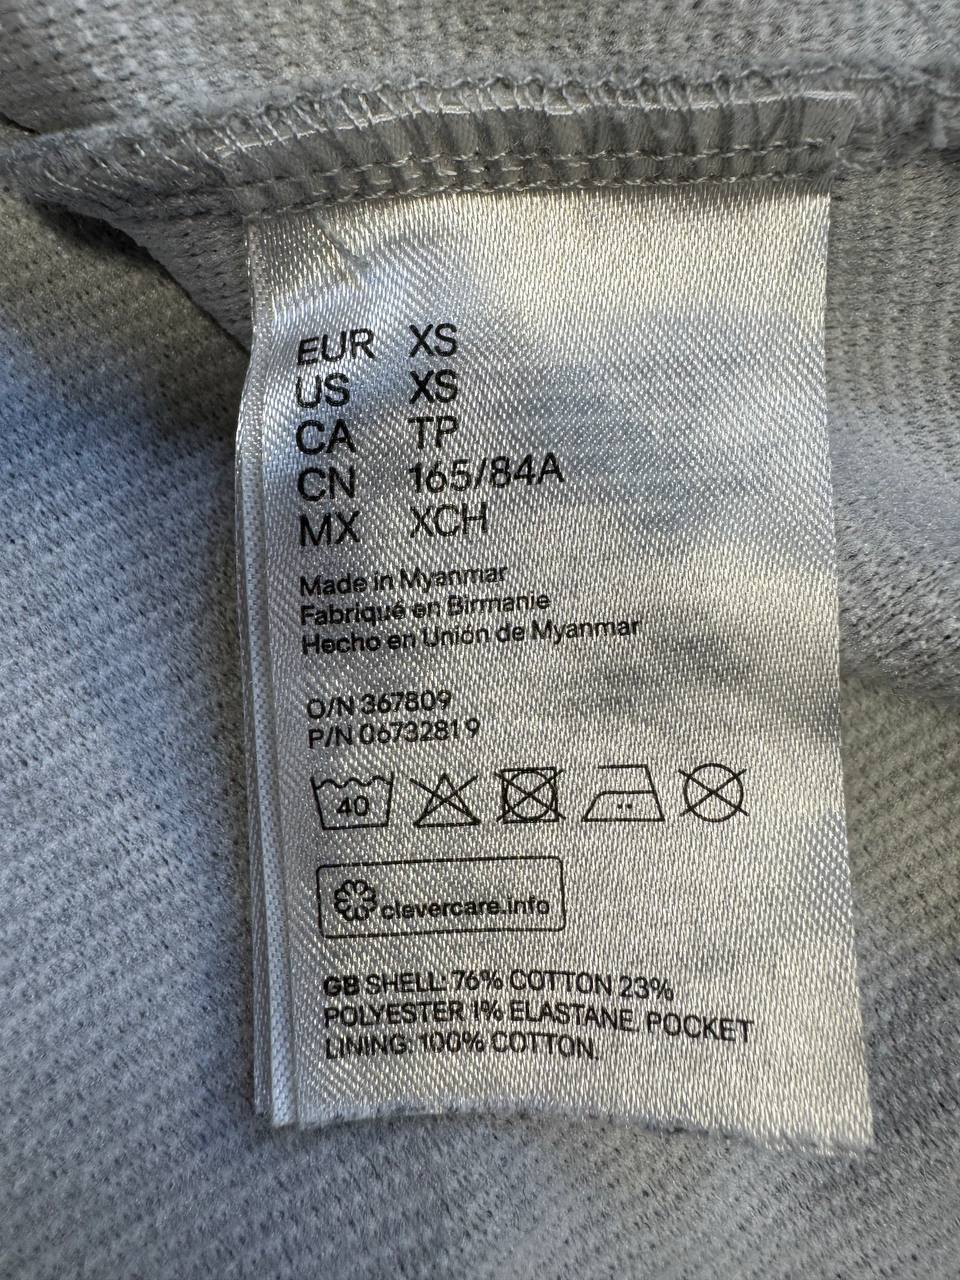 EUR XS
US XS
CA TP
CN 165/84A
MX XCH
Made in Myanmar
Fabriqué en Birmanie
Hecho en Unión de Myanmar
O/N 367809
P/N 06732819
40
clevercare.info
GB SHELL: 76% COTTON 23%
POLYESTER 1% ELASTANE. POCKET
LINING: 100% COTTON.